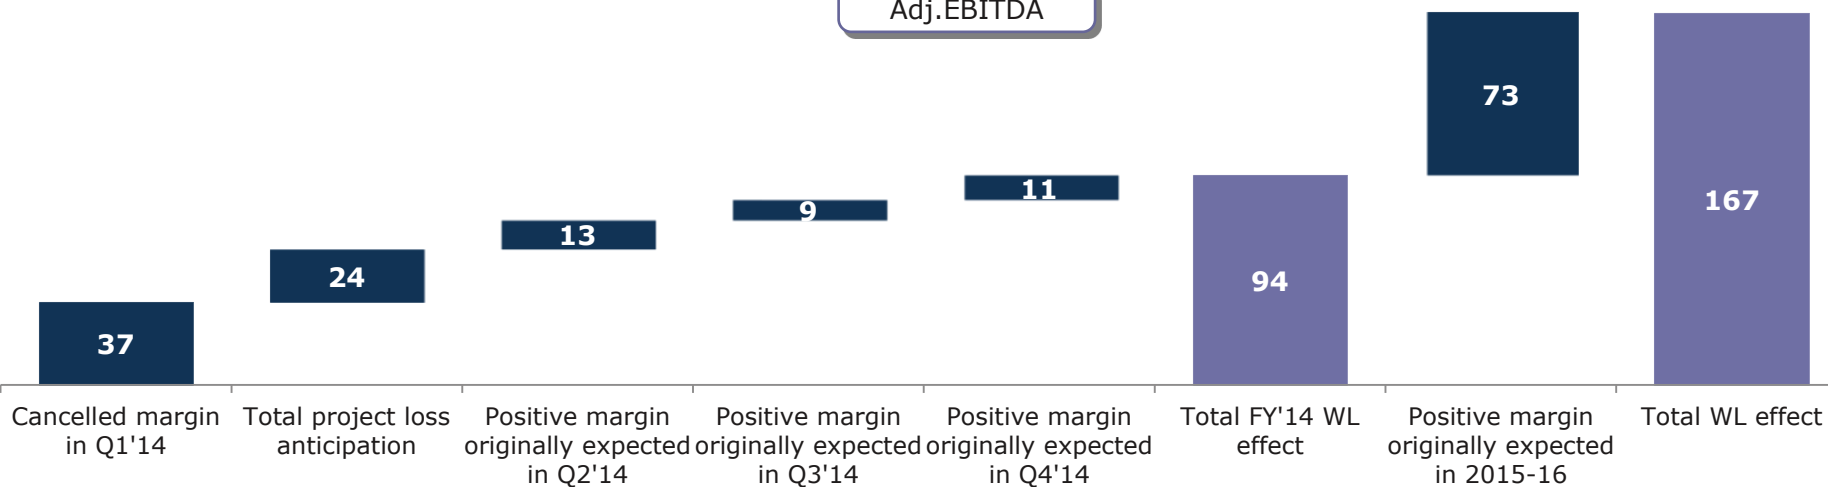 Adj.EBITDA
73
167
11
9
13
94
24
37
Cancelled margin
in Q1'14
Total project loss
anticipation
Positive margin
originally expected
in Q2'14
Positive margin
originally expected
in Q3'14
Positive margin
originally expected
in Q4'14
Total FY'14 WL
effect
Positive margin
originally expected
in 2015-16
Total WL effect